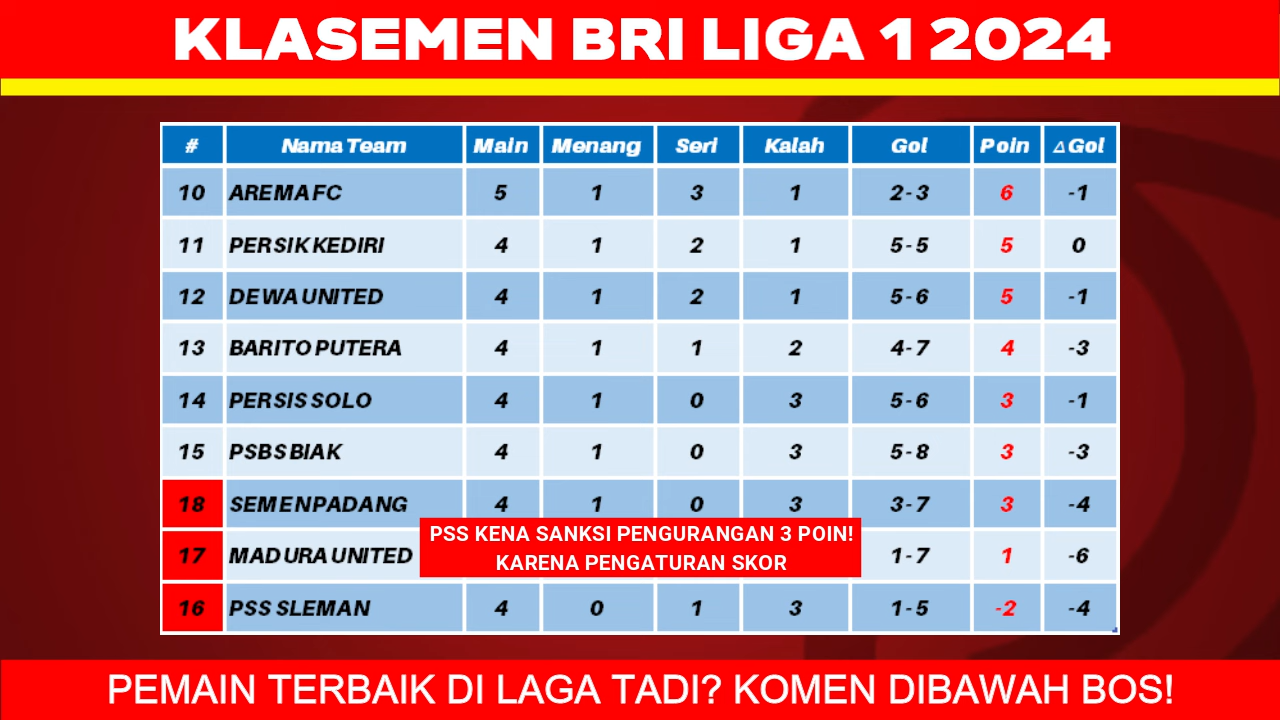 KLASEMEN BRI LIGA 1 2024
# Nama Team Main Menang Seri Kalah Gol Poin △Gol
10 AREMA FC 5 1 3 1 2-3 6 -1
11 PERSIK KEDIRI 4 1 2 1 5-5 5 0
12 DEWA UNITED 4 1 2 1 5-6 5 -1
13 BARITO PUTERA 4 1 1 2 4-7 4 -3
14 PERSIS SOLO 4 1 0 3 5-6 3 -1
15 PSBS BIAK 4 1 0 3 5-8 3 -3
18 SEMEN PADANG 4 1 0 3 3-7 3 -4
PSS KENA SANKSI PENGURANGAN 3 POIN!
KARENA PENGATURAN SKOR
17 MADURA UNITED 1-7 1 -6
16 PSS SLEMAN 4 0 1 3 1-5 -2 -4
PEMAIN TERBAIK DI LAGA TADI? KOMEN DIBAWAH BOS!